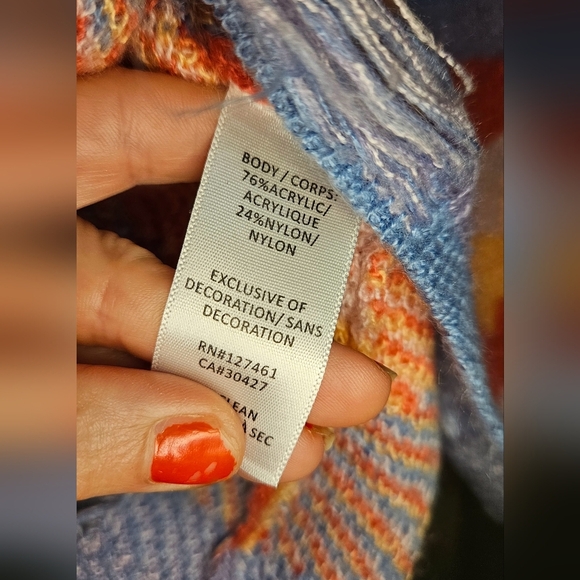 BODY / CORPS:
76%ACRYLIC/
ACRYLIQUE
24%NYLON/
NYLON
EXCLUSIVE OF
DECORATION/ SANS
DECORATION
RN#127461
CA#30427
SEC